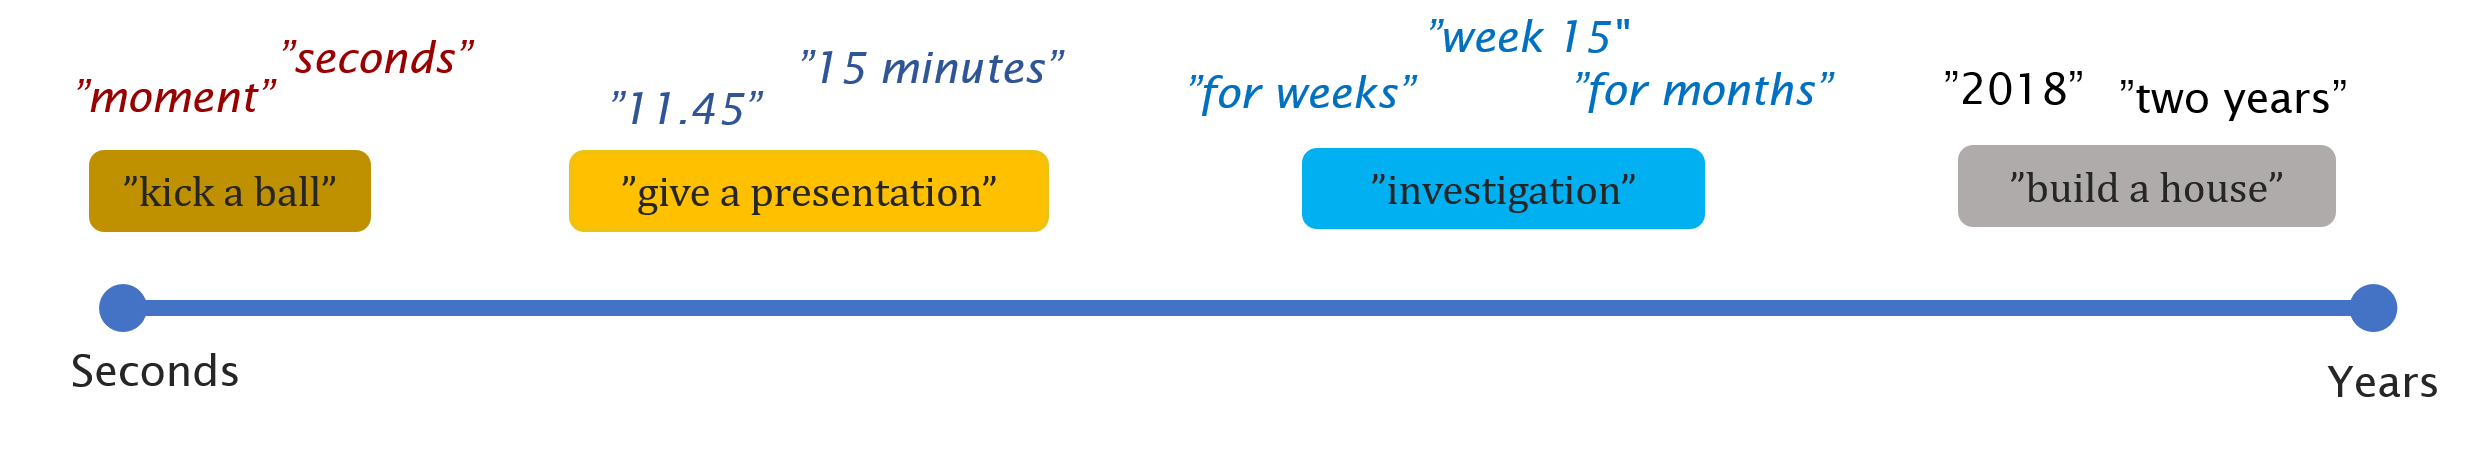 ”moment”
”seconds”
”11.45”
”15 minutes”
”for weeks”
”week 15"
”for months”
”2018”
”two years”
”kick a ball”
”give a presentation”
”investigation”
”build a house”
Seconds
Years